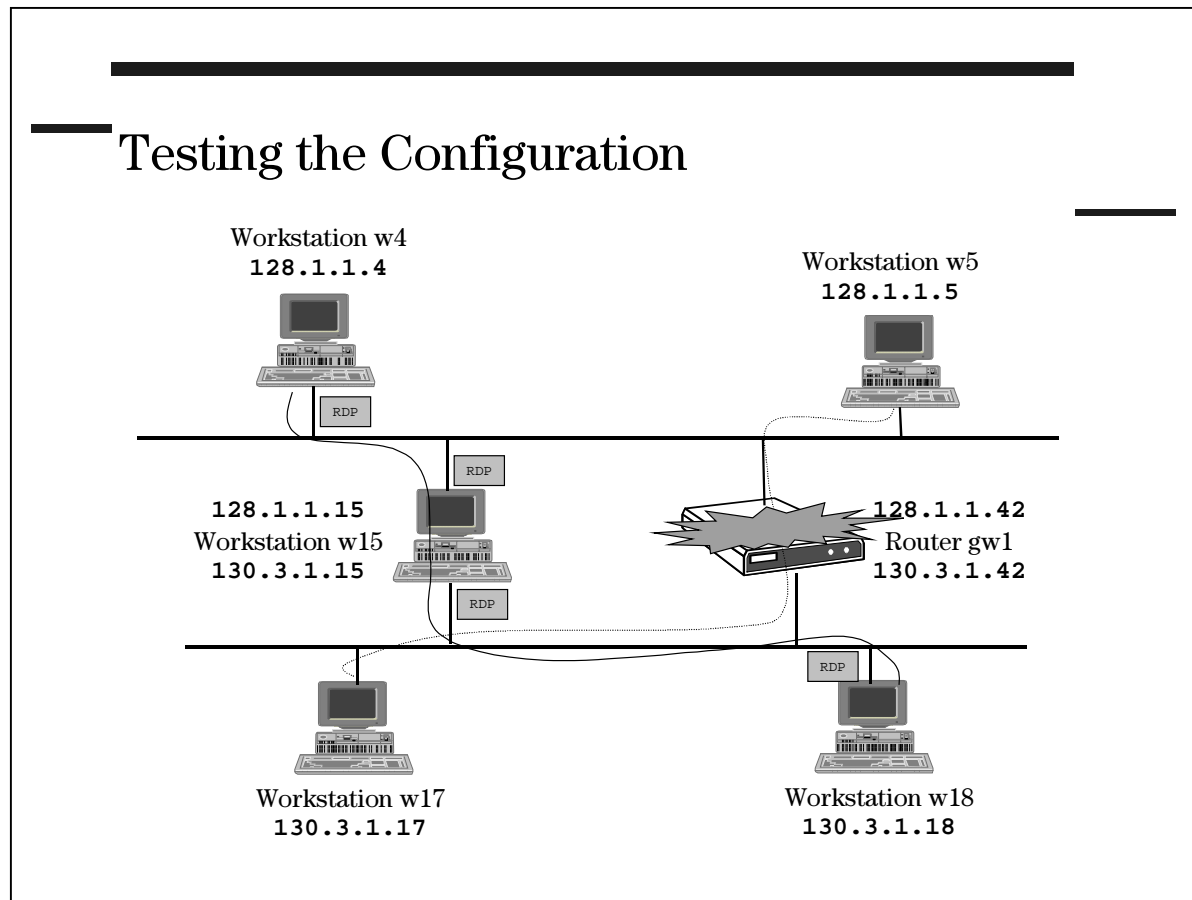 Testing the Configuration
Workstation w4
128.1.1.4
Workstation w5
128.1.1.5
RDP
RDP
128.1.1.15
Workstation w15
130.3.1.15
128.1.1.42
Router gw1
130.3.1.42
RDP
RDP
Workstation w17
130.3.1.17
Workstation w18
130.3.1.18